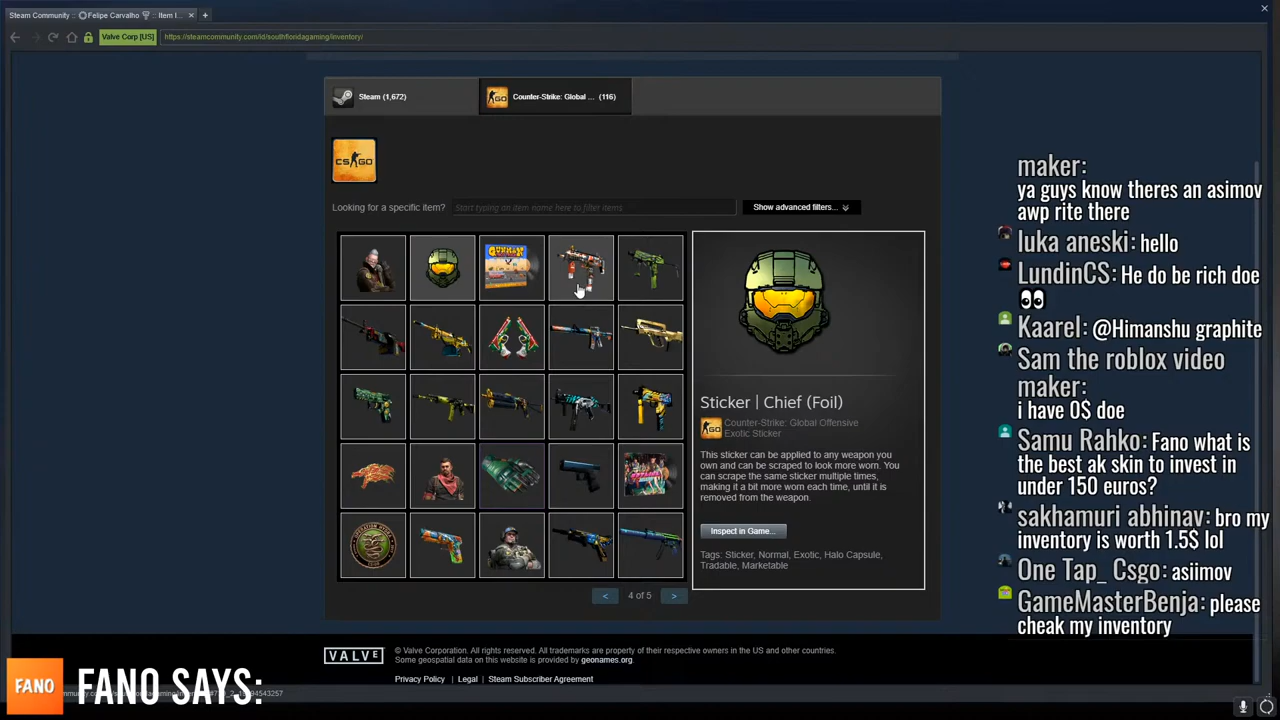 Steam Community :: Felipe Carvalho :: Item I...
Valve Corp [US]
https://steamcommunity.com/id/southfloridagaming/inventory/
Steam (1,672)
Counter-Strike: Global ... (116)
CS GO
Looking for a specific item?
Start typing an item name here to filter items
Show advanced filters...
Sticker | Chief (Foil)
Counter-Strike: Global Offensive
Exotic Sticker
This sticker can be applied to any weapon you
own and can be scraped to look more worn. You
can scrape the same sticker multiple times,
making it a bit more worn each time, until it is
removed from the weapon.
Inspect in Game...
Tags: Sticker, Normal, Exotic, Halo Capsule,
Tradable, Marketable
< 4 of 5 >
VALVE
© Valve Corporation. All rights reserved. All trademarks are property of their respective owners in the US and other countries.
Some geospatial data on this website is provided by geonames.org.
Privacy Policy | Legal | Steam Subscriber Agreement
FANO
FANO SAYS:
maker:
ya guys know theres an asimov
awp rite there
luka aneski: hello
LundinCS: He do be rich doe
Kaarel: @Himanshu graphite
Sam the roblox video
maker:
i have 0$ doe
Samu Rahko: Fano what is
the best ak skin to invest in
under 150 euros?
sakhamuri abhinav: bro my
inventory is worth 1.5$ lol
One Tap_ Csgo: asiimov
GameMasterBenja: please
cheak my inventory